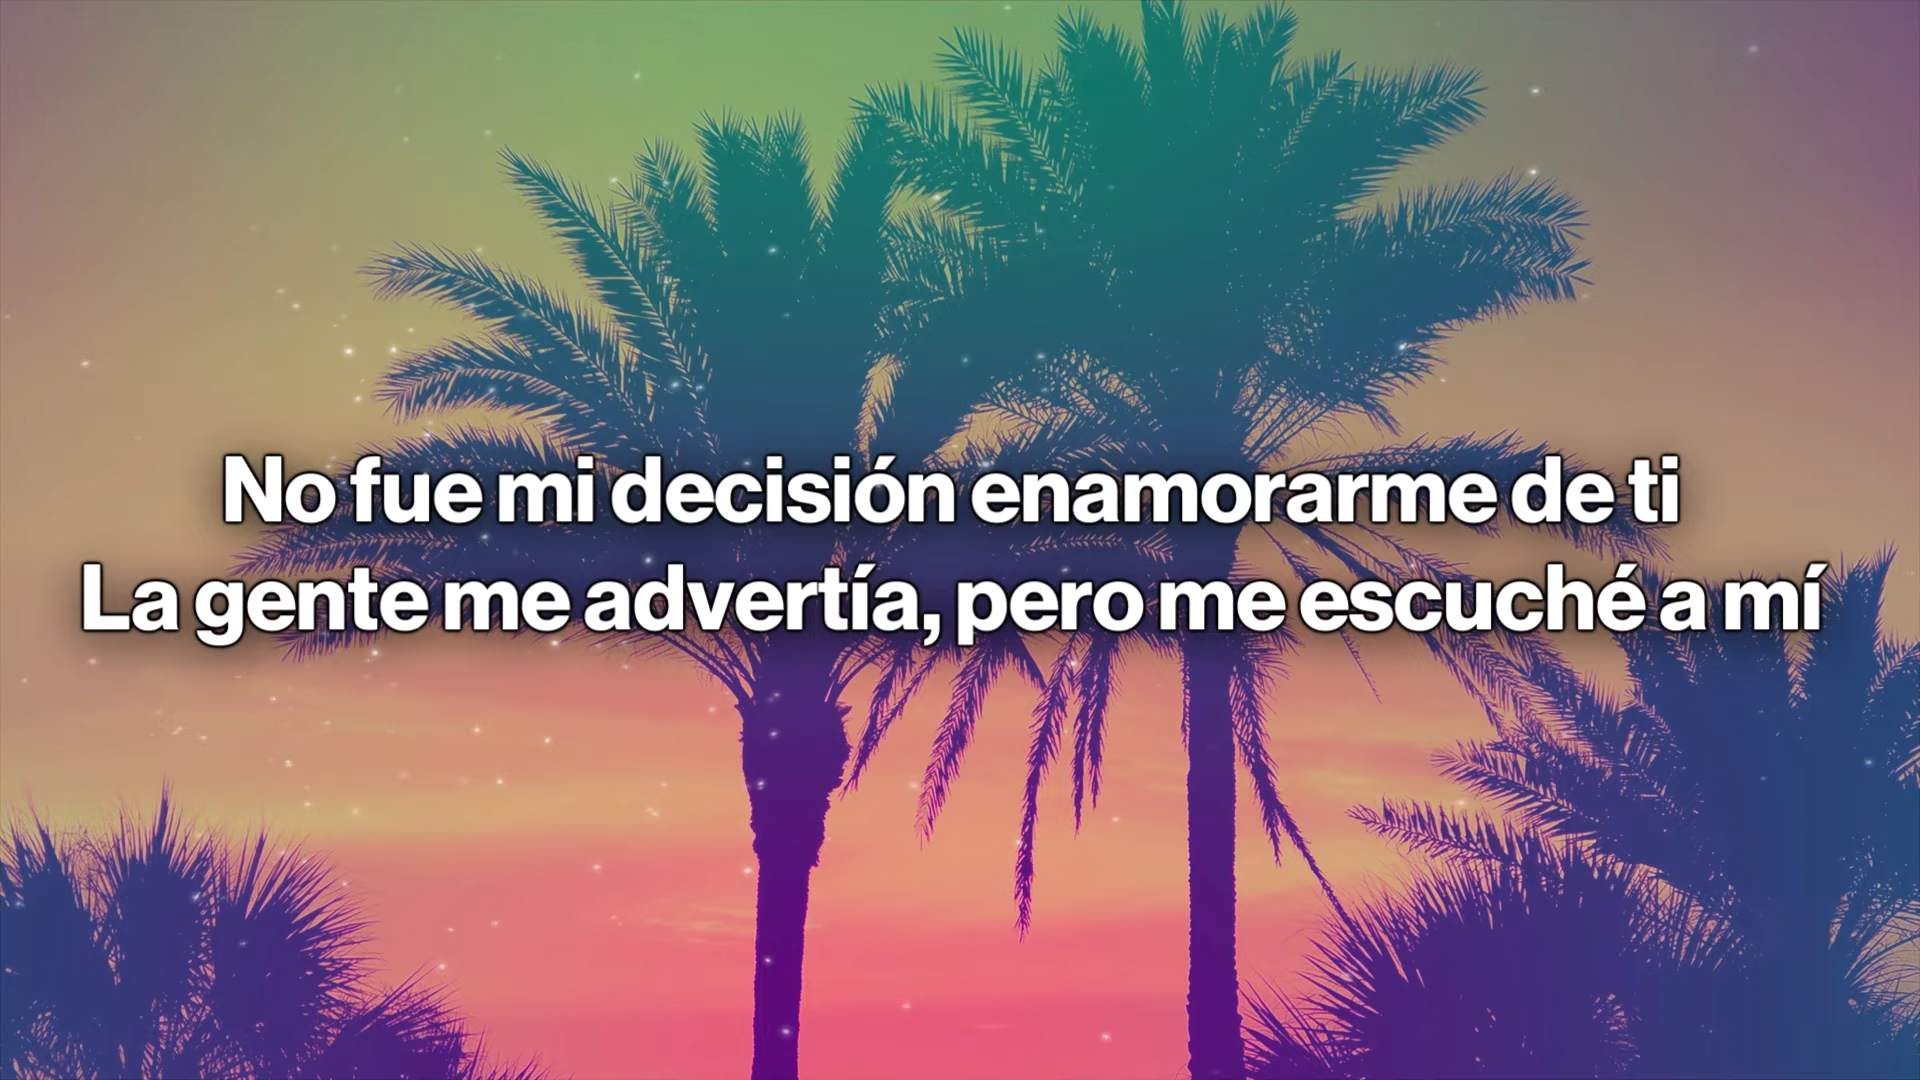 No fue mi decisión enamorarme de ti
La gente me advertía, pero me escuché a mí